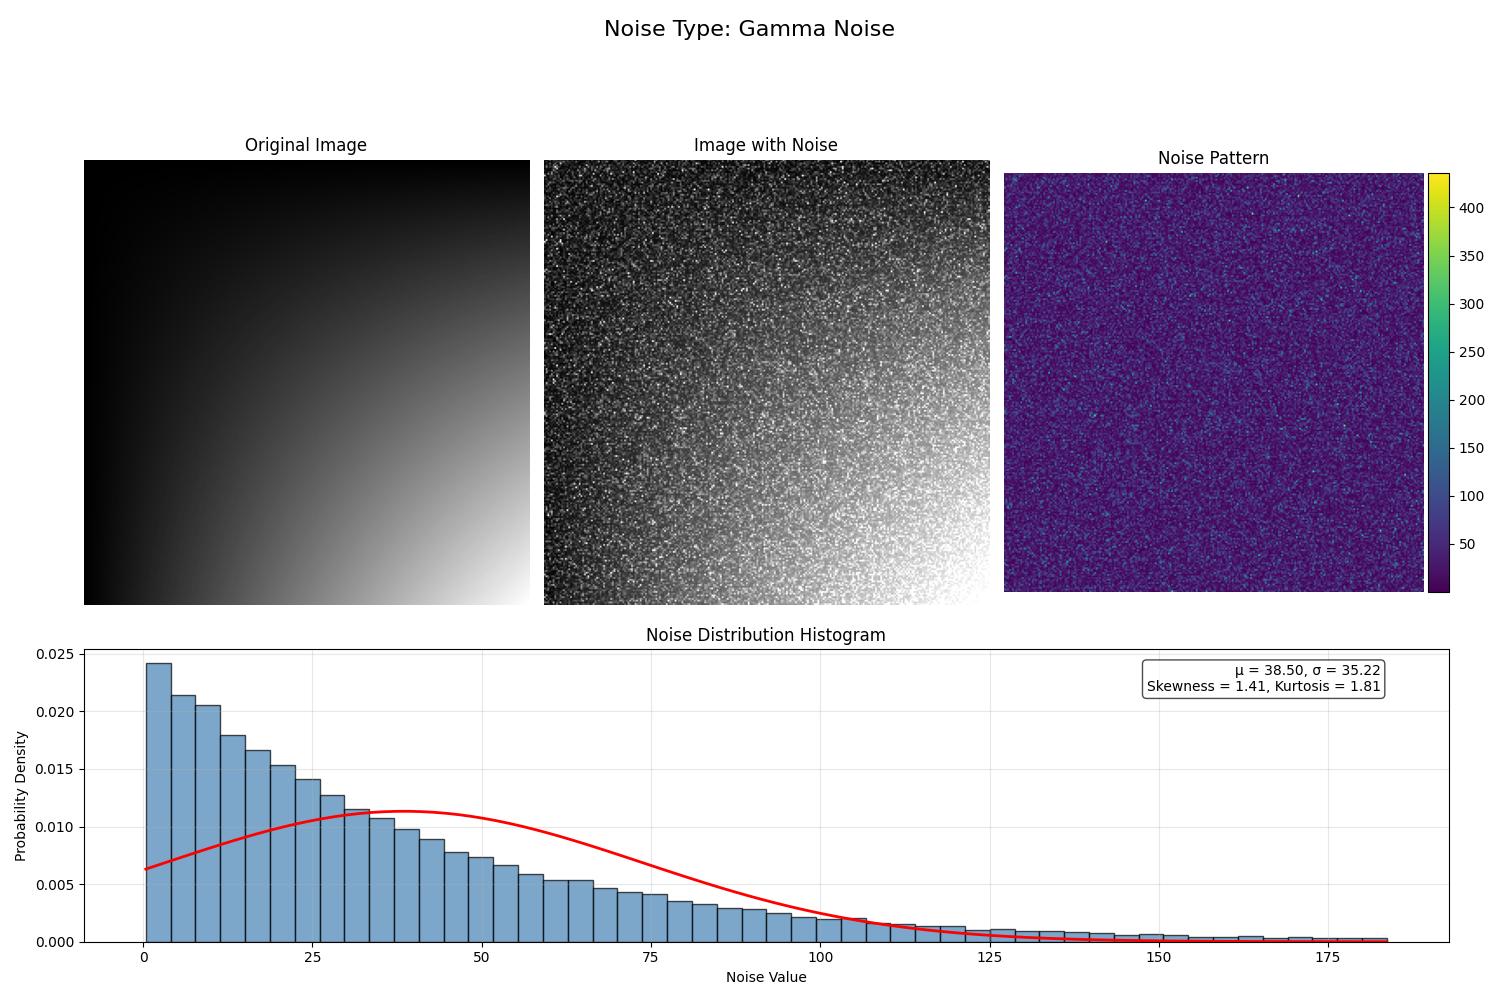 Noise Type: Gamma Noise
Original Image
Image with Noise
Noise Pattern
400
350
300
250
200
150
100
50
Noise Distribution Histogram
μ = 38.50, σ = 35.22
Skewness = 1.41, Kurtosis = 1.81
Probability Density
0.025
0.020
0.015
0.010
0.005
0.000
0 25 50 75 100 125 150 175
Noise Value